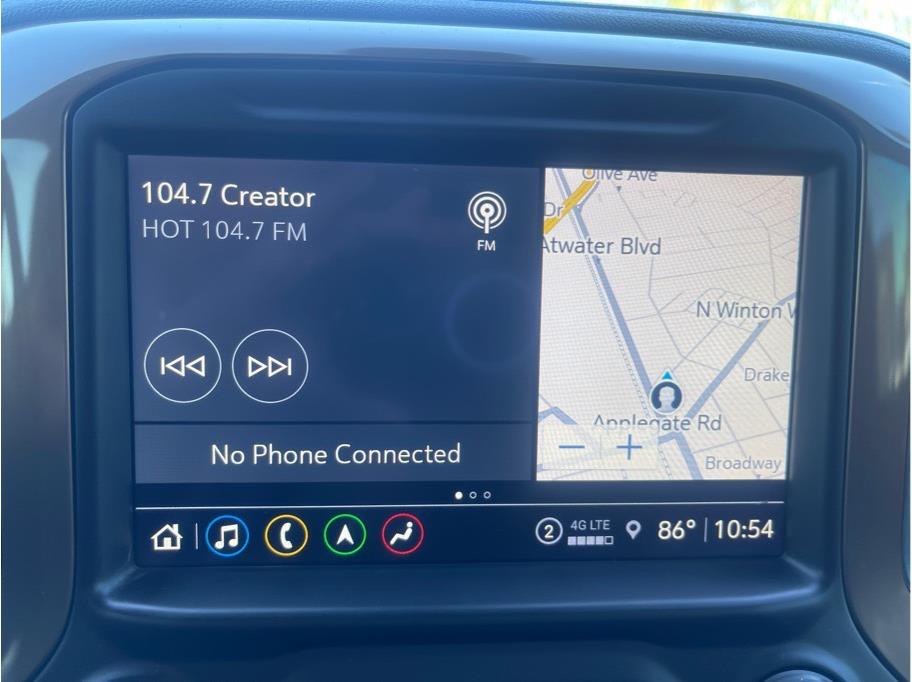 104.7 Creator
HOT 104.7 FM
FM
No Phone Connected
Olive Ave
Dr
Atwater Blvd
N Winton W
Drake
Applegate Rd
Broadway
2
4G LTE
86° 10:54